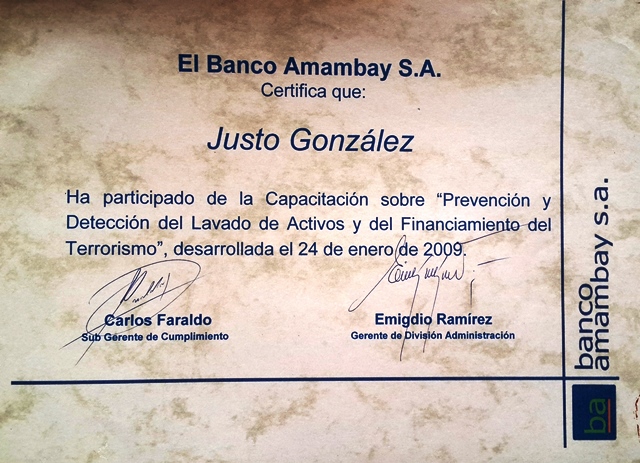 El Banco Amambay S.A.
Certifica que:
Justo González
Ha participado de la Capacitación sobre “Prevención y
Detección del Lavado de Activos y del Financiamiento del
Terrorismo”, desarrollada el 24 de enero de 2009.
Carlos Faraldo
Sub Gerente de Cumplimiento
Emigdio Ramírez
Gerente de División Administración
banco
amambay s.a.
ba